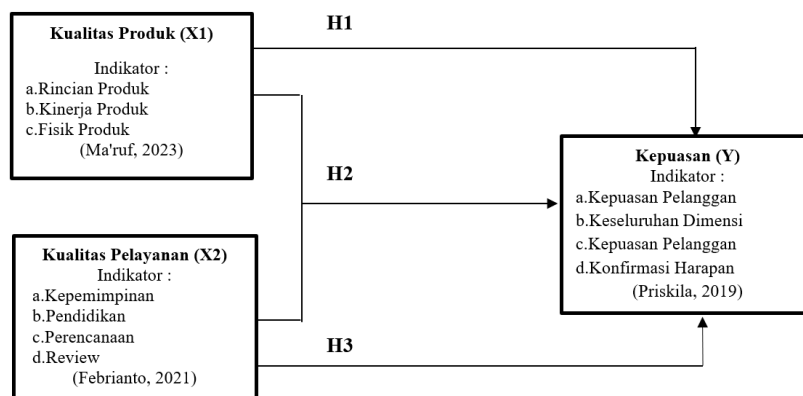 Kualitas Produk (X1)
Indikator :
a.Rincian Produk
b.Kinerja Produk
c.Fisik Produk
(Ma'ruf, 2023)
H1
H2
Kepuasan (Y)
Indikator :
a.Kepuasan Pelanggan
b.Keseluruhan Dimensi
c.Kepuasan Pelanggan
d.Konfirmasi Harapan
(Priskila, 2019)
Kualitas Pelayanan (X2)
Indikator :
a.Kepemimpinan
b.Pendidikan
c.Perencanaan
d.Review
(Febrianto, 2021)
H3